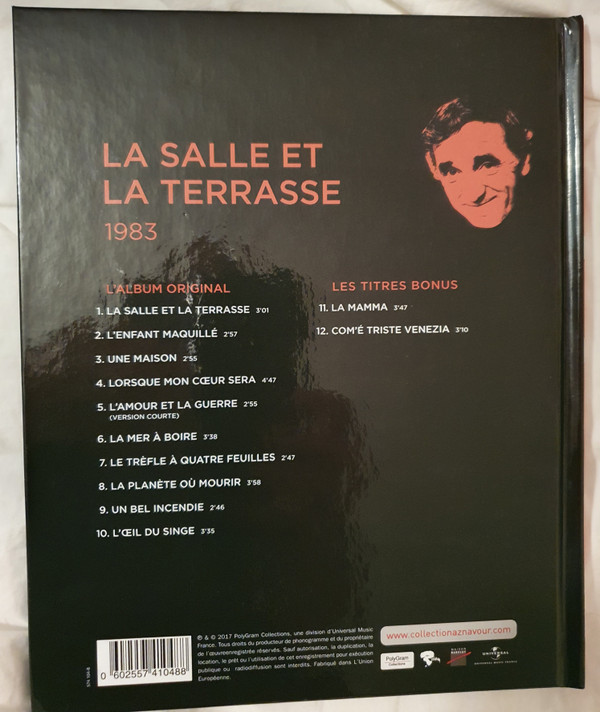 LA SALLE ET
LA TERRASSE
1983
L'ALBUM ORIGINAL
1. LA SALLE ET LA TERRASSE 3'01
2. L'ENFANT MAQUILLÉ 2'57
3. UNE MAISON 2'55
4. LORSQUE MON CŒUR SERA 4'47
5. L'AMOUR ET LA GUERRE 2'55
(VERSION COURTE)
6. LA MER À BOIRE 3'38
7. LE TRÈFLE À QUATRE FEUILLES 2'47
8. LA PLANÈTE OÙ MOURIR 3'58
9. UN BEL INCENDIE 2'46
10. L'ŒIL DU SINGE 3'35
LES TITRES BONUS
11. LA MAMMA 3'47
12. COM'É TRISTE VENEZIA 3'10
℗ & © 2017 PolyGram Collections, une division d'Universal Music
France. Tous droits du producteur de phonogramme et du propriétaire
de l'œuvreenregistrée réservés. Sauf autorisation, la duplication, la
location, le prêt ou l'utilisation de cet enregistrement pour exécution
publique ou radiodiffusion sont interdits. Fabriqué dans L'Union
Européenne.
0 602557 410488
www.collectionaznavour.com
PolyGram
Collections
UNIVERSAL
UNIVERSAL MUSIC FRANCE